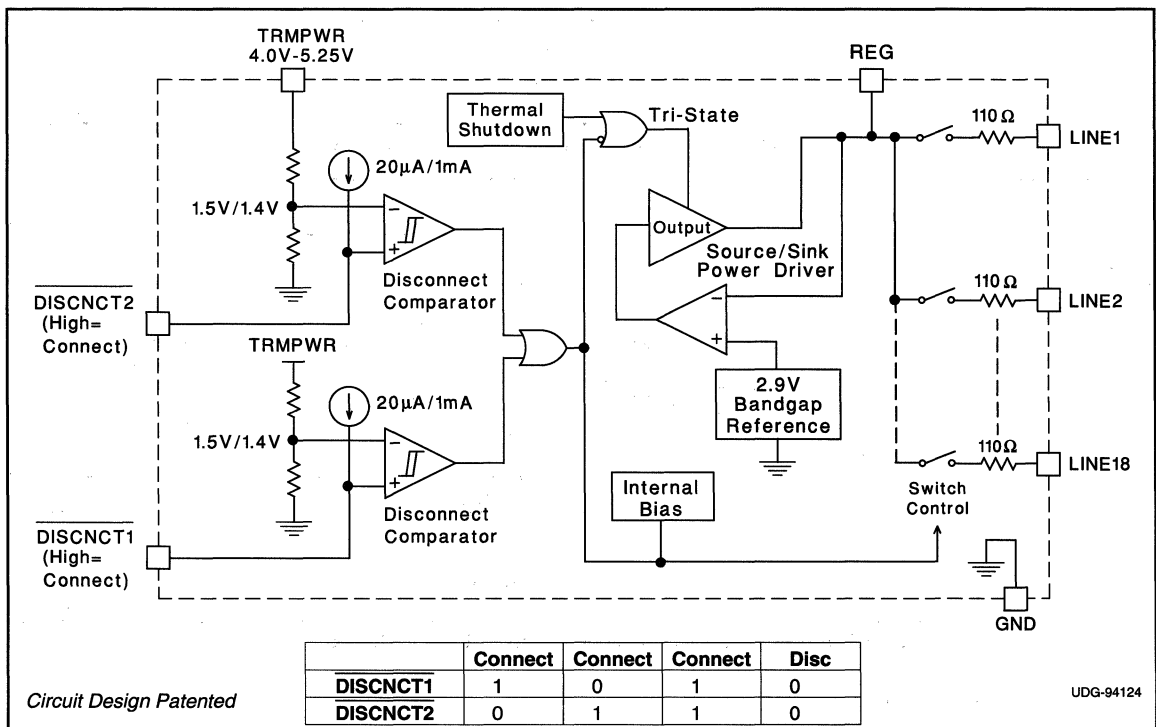 TRMPWR
4.0V-5.25V
REG
Thermal
Shutdown
Tri-State
110 Ω
LINE1
20µA/1mA
1.5V/1.4V
−
+
Output
Source/Sink
Power Driver
Disconnect
Comparator
DISCNCT2
(High=
Connect)
110 Ω
LINE2
−
+
TRMPWR
2.9V
Bandgap
Reference
20µA/1mA
1.5V/1.4V
−
+
110Ω
LINE18
Internal
Bias
Switch
Control
Disconnect
Comparator
DISCNCT1
(High=
Connect)
GND
Connect Connect Connect Disc
DISCNCT1 1 0 1 0
DISCNCT2 0 1 1 0
Circuit Design Patented
UDG-94124